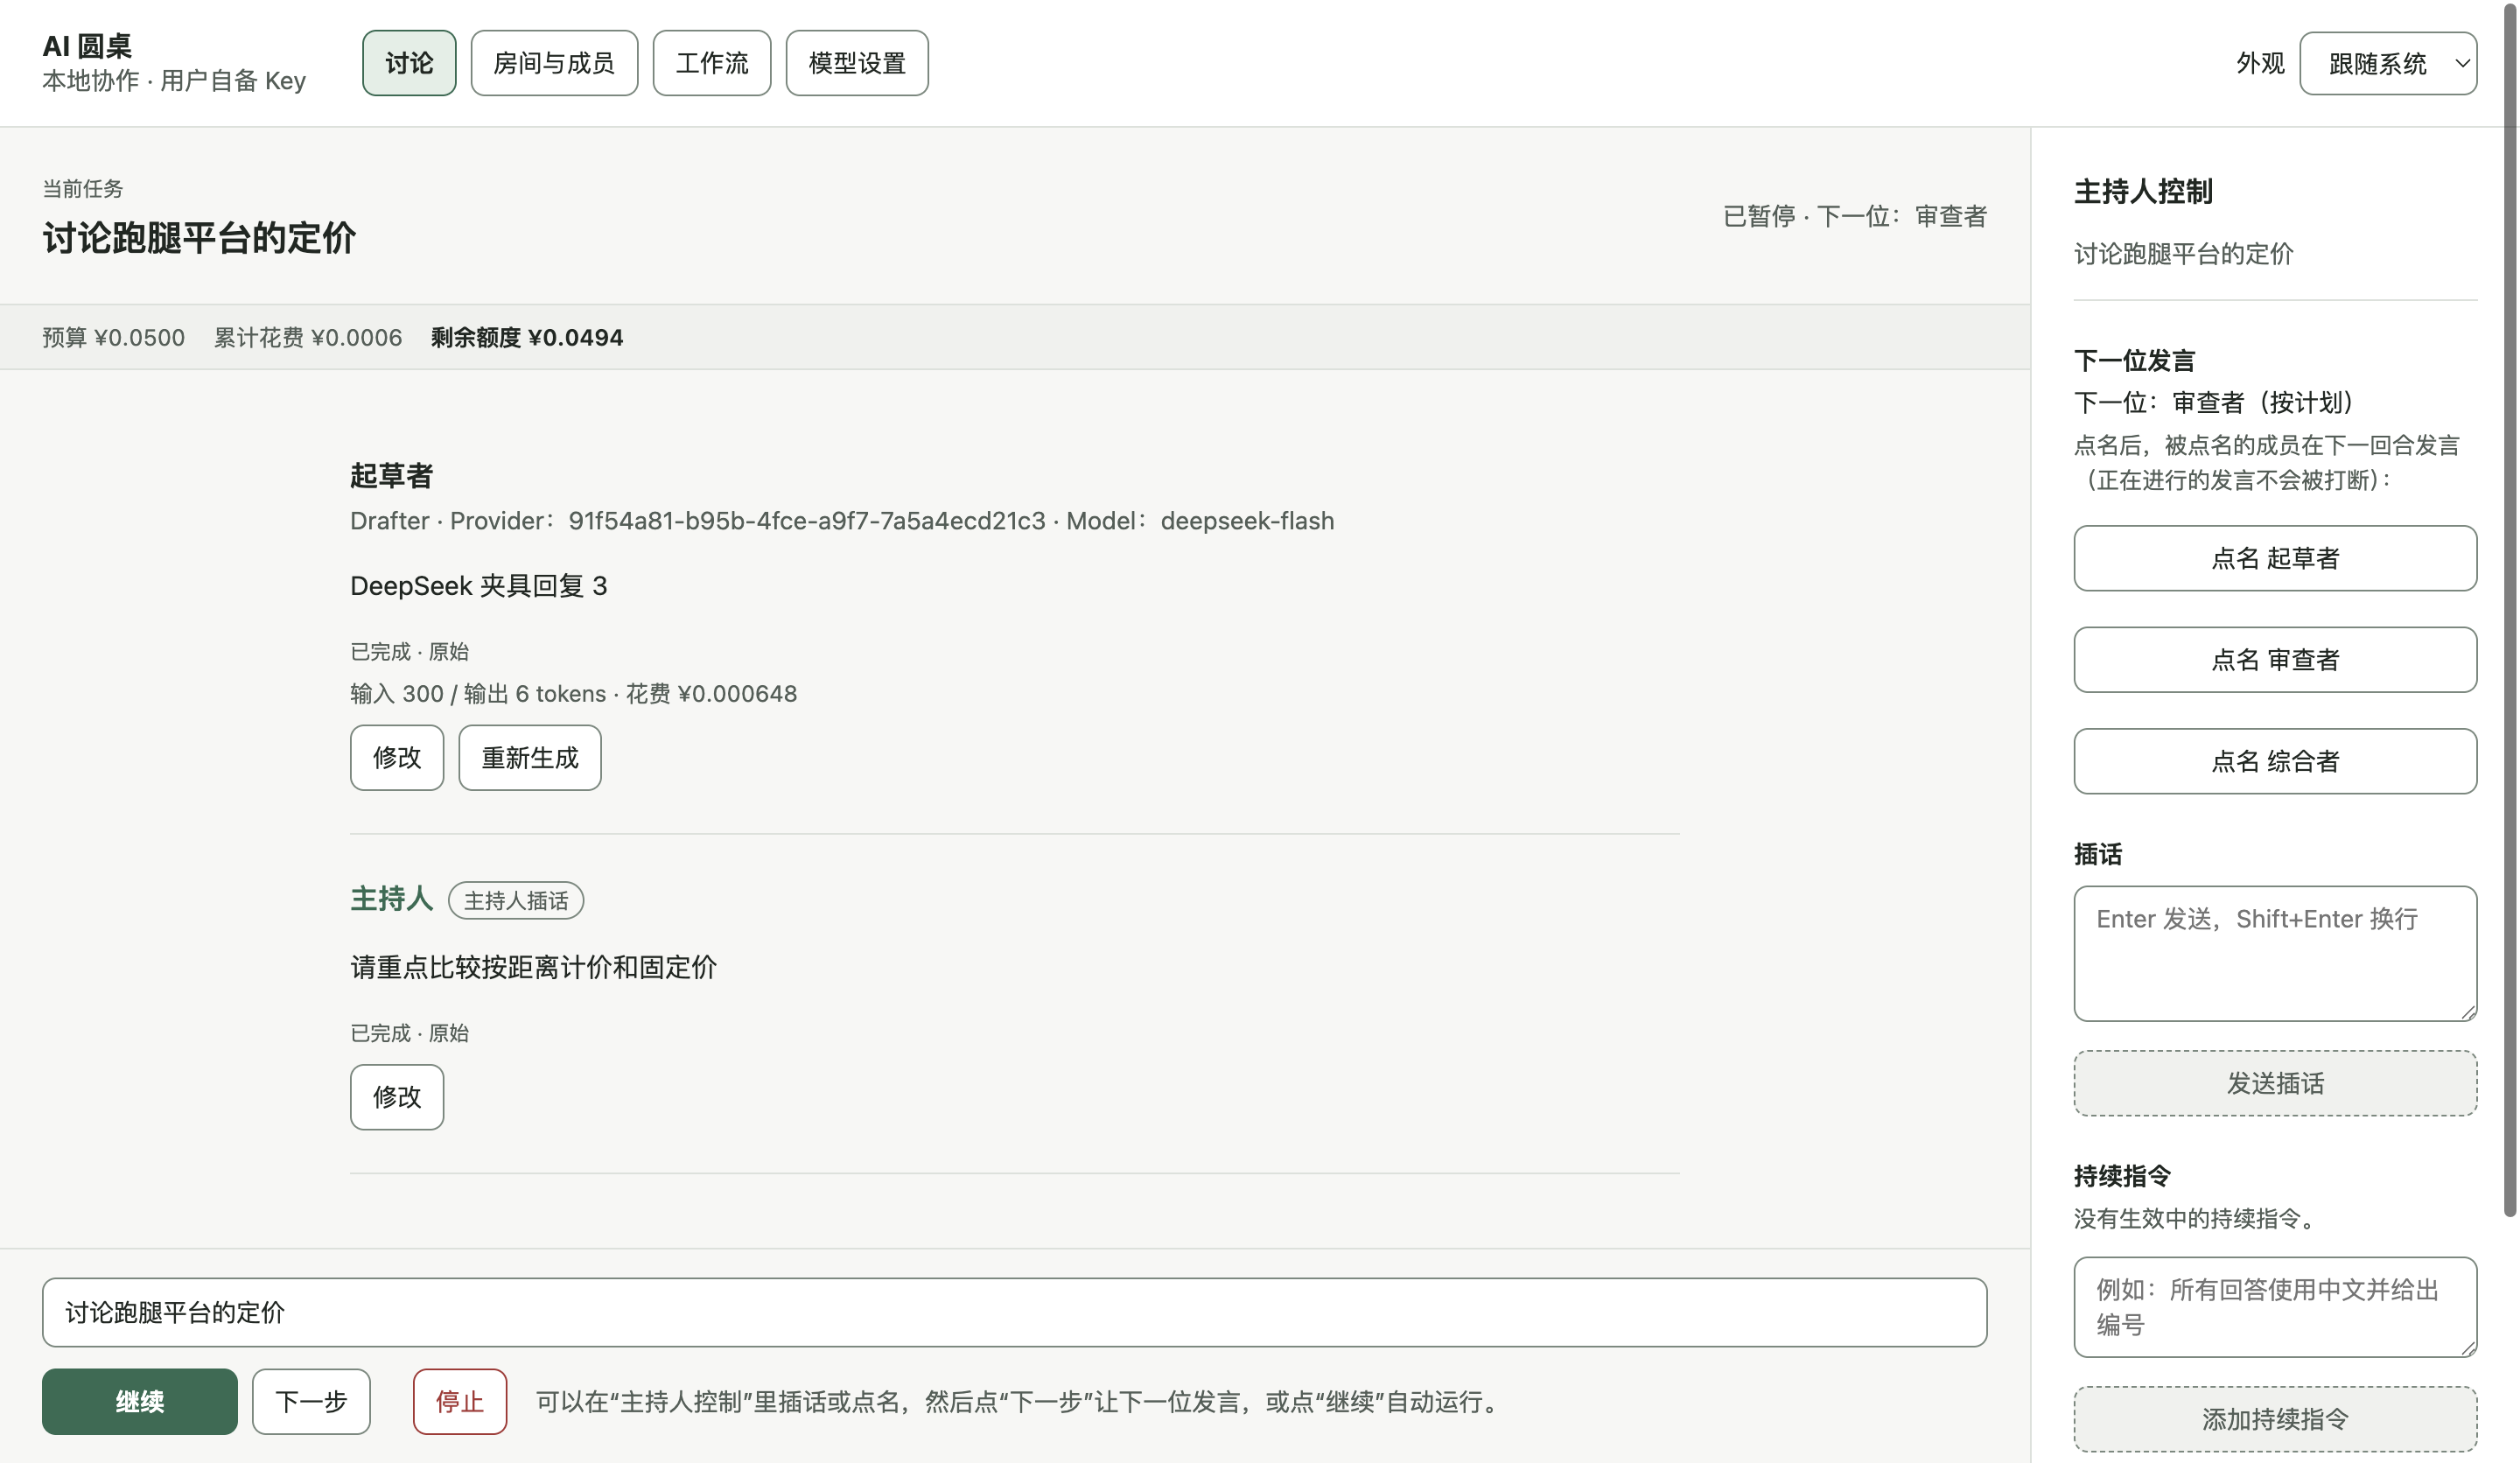 AI 圆桌
本地协作 · 用户自备 Key
讨论
房间与成员
工作流
模型设置
外观
跟随系统
当前任务
讨论跑腿平台的定价
已暂停 · 下一位：审查者
预算 ¥0.0500 累计花费 ¥0.0006 剩余额度 ¥0.0494
起草者
Drafter · Provider：91f54a81-b95b-4fce-a9f7-7a5a4ecd21c3 · Model：deepseek-flash
DeepSeek 夹具回复 3
已完成 · 原始
输入 300 / 输出 6 tokens · 花费 ¥0.000648
修改
重新生成
主持人
主持人插话
请重点比较按距离计价和固定价
已完成 · 原始
修改
讨论跑腿平台的定价
继续
下一步
停止
可以在“主持人控制”里插话或点名，然后点“下一步”让下一位发言，或点“继续”自动运行。
主持人控制
讨论跑腿平台的定价
下一位发言
下一位：审查者（按计划）
点名后，被点名的成员在下一回合发言
（正在进行的发言不会被打断）：
点名 起草者
点名 审查者
点名 综合者
插话
Enter 发送，Shift+Enter 换行
发送插话
持续指令
没有生效中的持续指令。
例如：所有回答使用中文并给出
编号
添加持续指令